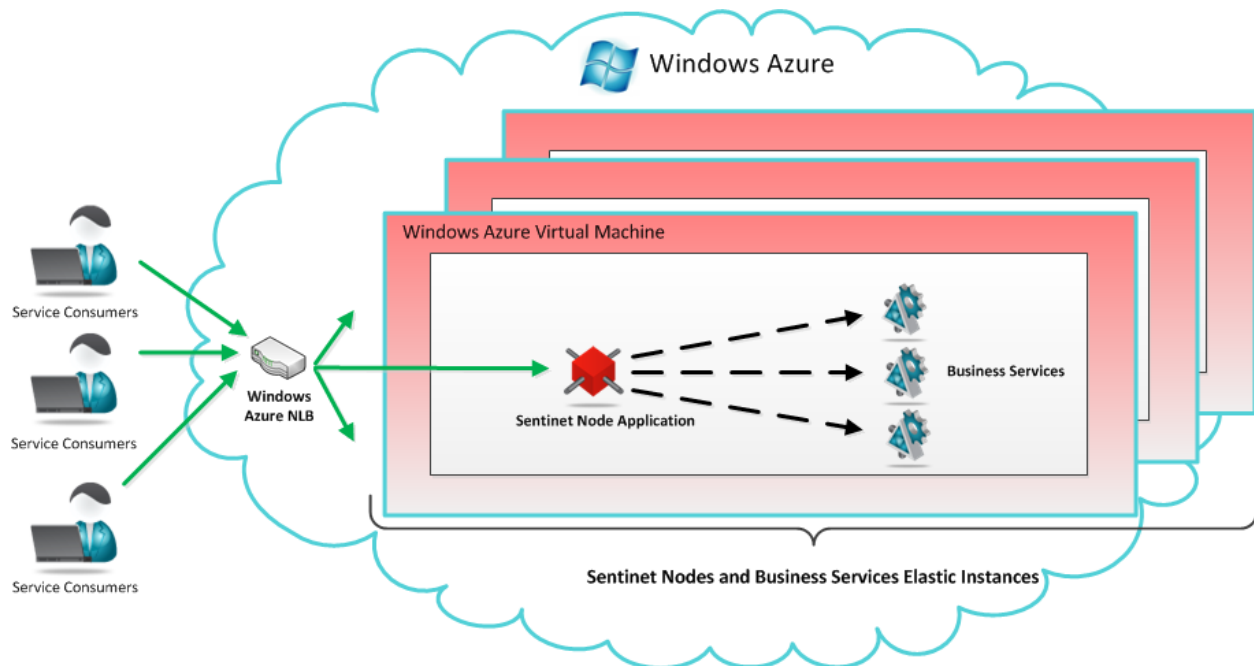 Windows Azure
Windows Azure Virtual Machine
Service Consumers
Service Consumers
Service Consumers
Windows
Azure NLB
Sentinet Node Application
Business Services
Sentinet Nodes and Business Services Elastic Instances